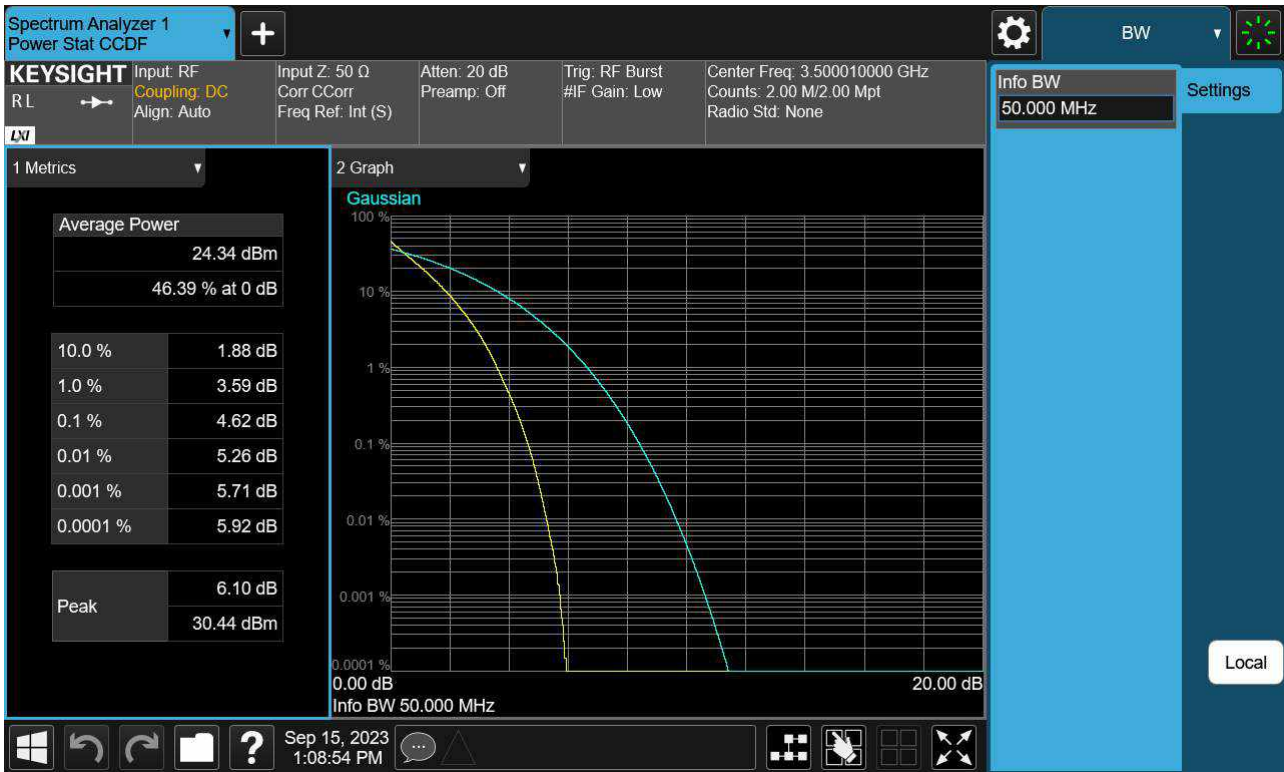 Spectrum Analyzer 1
Power Stat CCDF
+
BW
KEYSIGHT
RL
LXI
Input: RF
Coupling: DC
Align: Auto
Input Z: 50 Ω
Corr CCorr
Freq Ref: Int (S)
Atten: 20 dB
Preamp: Off
Trig: RF Burst
#IF Gain: Low
Center Freq: 3.500010000 GHz
Counts: 2.00 M/2.00 Mpt
Radio Std: None
Info BW
50.000 MHz
Settings
1 Metrics
Average Power
24.34 dBm
46.39 % at 0 dB
10.0 % 1.88 dB
1.0 % 3.59 dB
0.1 % 4.62 dB
0.01 % 5.26 dB
0.001 % 5.71 dB
0.0001 % 5.92 dB
Peak
6.10 dB
30.44 dBm
2 Graph
Gaussian
100 %
10 %
1 %
0.1 %
0.01 %
0.001 %
0.0001 %
0.00 dB 20.00 dB
Info BW 50.000 MHz
Local
?
Sep 15, 2023
1:08:54 PM